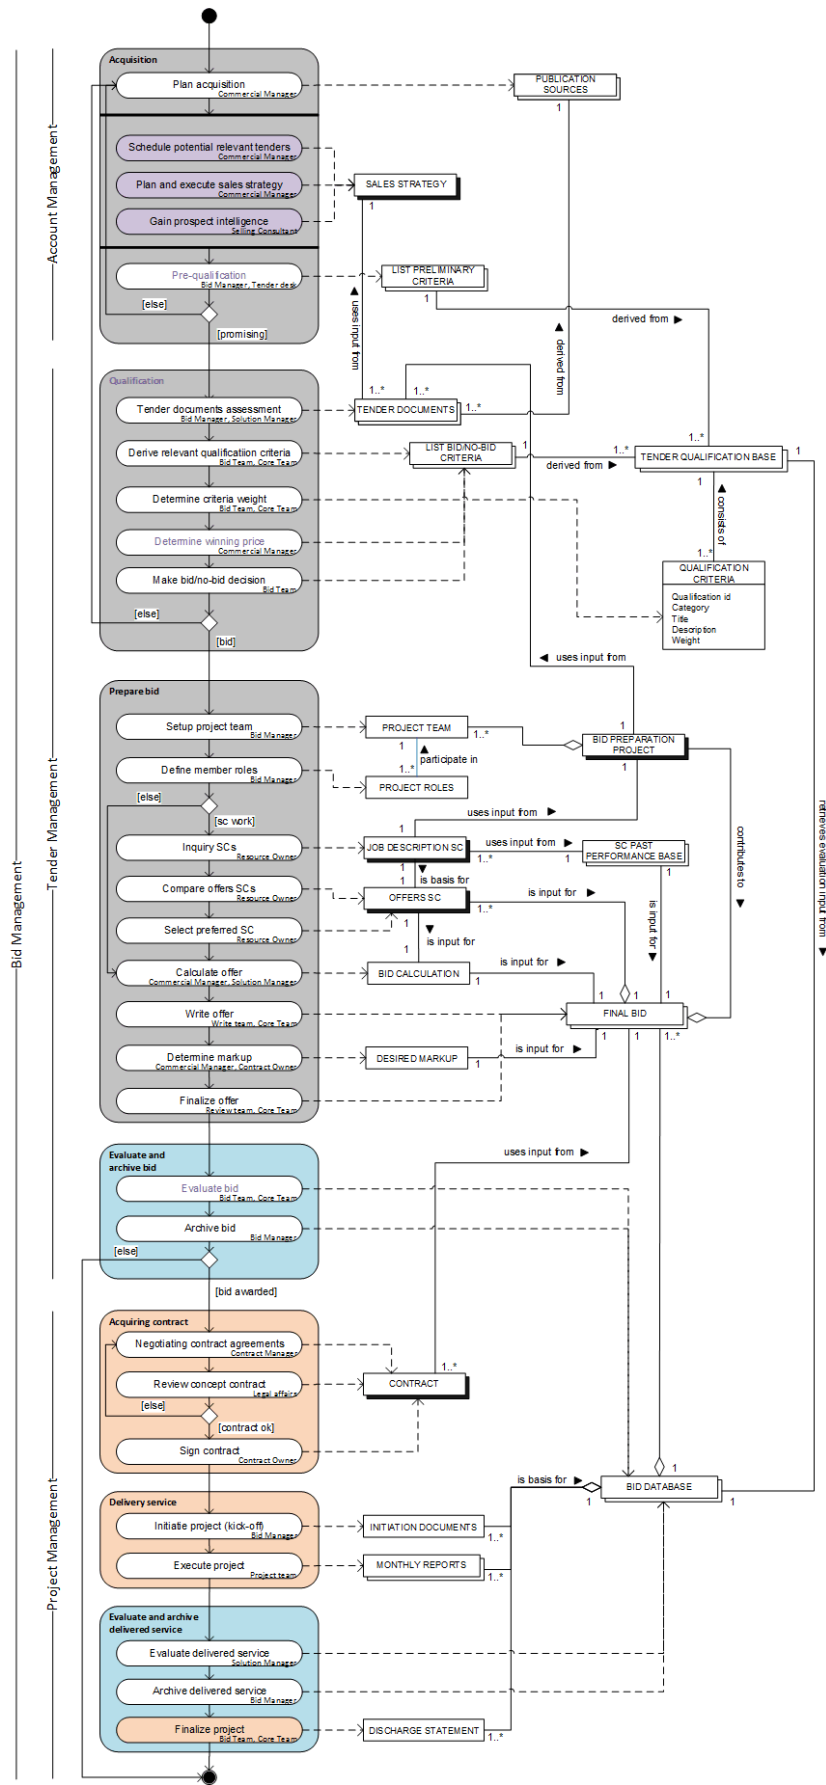 Bid Management
Account Management
Tender Management
Project Management
Acquisition
Plan acquisition
Commercial Manager
PUBLICATION
SOURCES
1
Schedule potential relevant tenders
Commercial Manager
Plan and execute sales strategy
Commercial Manager
SALES STRATEGY
1
Gain prospect intelligence
Selling Consultant
Pre-qualification
Bid Manager, Tender desk
LIST PRELIMINARY
CRITERIA
1
[else]
[promising]
▲ uses input from
▲ derived from
derived from ▶
Qualification
Tender documents assessment
Bid Manager, Solution Manager
1..*
1..*
TENDER DOCUMENTS
1..*
Derive relevant qualificatiion criteria
Bid Team, Core Team
LIST BID/NO-BID
CRITERIA
1
derived from ▶
1..*
1..*
1
TENDER QUALIFICATION BASE
1
Determine criteria weight
Bid Team, Core Team
▲ consists of
Determine winning price
Commercial Manager
1..*
Make bid/no-bid decision
Bid Team
QUALIFICATION
CRITERIA
Qualification id
Category
Title
Description
Weight
[else]
[bid]
◀ uses input from
Prepare bid
Setup project team
Bid Manager
PROJECT TEAM
1..*
1
1
BID PREPARATION
PROJECT
1
▲
participate in
1..*
Define member roles
Bid Manager
PROJECT ROLES
[else]
[sc work]
uses input from ▶
Inquiry SCs
Resource Owner
1
JOB DESCRIPTION SC
1
1..*
uses input from ▶
1
SC PAST
PERFORMANCE BASE
1
▼
is basis for
1
Compare offers SCs
Resource Owner
OFFERS SC
1..*
is input for ▶
is input for ▼
contributes to ▼
retrieves evaluation input from ▼
Select preferred SC
Resource Owner
1
▼
is input for
1
Calculate offer
Commercial Manager, Solution Manager
BID CALCULATION
1
is input for ▶
1
1
1
Write offer
Write team, Core Team
FINAL BID
1
1
1..*
Determine markup
Commercial Manager, Contract Owner
DESIRED MARKUP
1
is input for ▶
Finalize offer
Review team, Core Team
Evaluate and
archive bid
uses input from ▶
Evaluate bid
Bid Team, Core Team
Archive bid
Bid Manager
[else]
[bid awarded]
Acquiring contract
Negotiating contract agreements
Contract Manager
1..*
Review concept contract
Legal affairs
CONTRACT
[else]
[contract ok]
Sign contract
Contract Owner
is basis for ▶
1
1
BID DATABASE
1
Delivery service
Initiatie project (kick-off)
Bid Manager
INITIATION DOCUMENTS
1..*
Execute project
Project team
MONTHLY REPORTS
1..*
Evaluate and archive
delivered service
Evaluate delivered service
Solution Manager
Archive delivered service
Bid Manager
Finalize project
Bid Team, Core Team
DISCHARGE STATEMENT
1..*